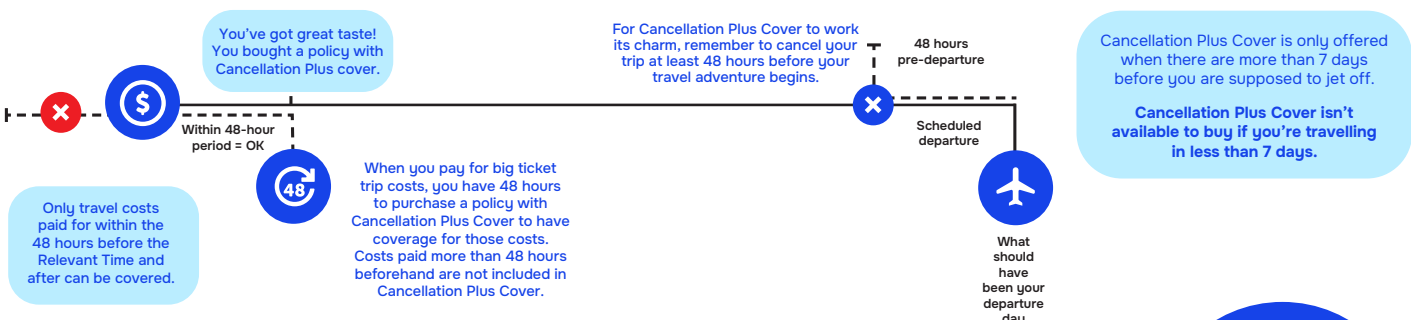 You've got great taste!
You bought a policy with
Cancellation Plus cover.
$
Within 48-hour
period = OK
48
Only travel costs
paid for within the
48 hours before the
Relevant Time and
after can be covered.
When you pay for big ticket
trip costs, you have 48 hours
to purchase a policy with
Cancellation Plus Cover to have
coverage for those costs.
Costs paid more than 48 hours
beforehand are not included in
Cancellation Plus Cover.
For Cancellation Plus Cover to work
its charm, remember to cancel your
trip at least 48 hours before your
travel adventure begins.
48 hours
pre-departure
Scheduled
departure
What
should
have
been your
departure
day
Cancellation Plus Cover is only offered
when there are more than 7 days
before you are supposed to jet off.
Cancellation Plus Cover isn't
available to buy if you're travelling
in less than 7 days.